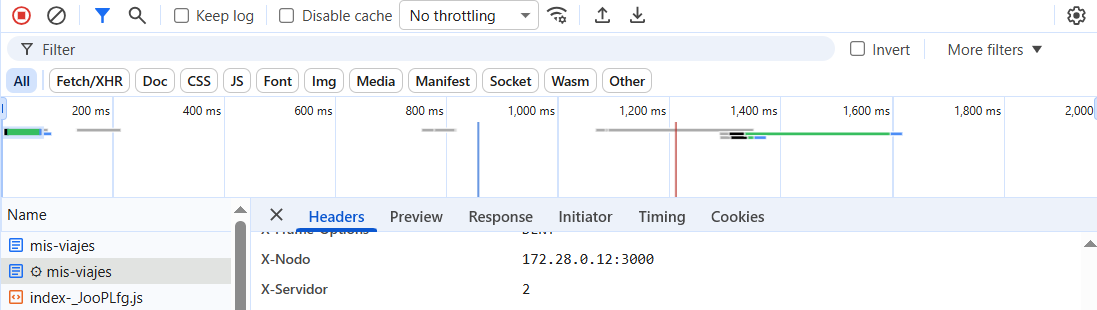 Keep log Disable cache No throttling
Filter Invert More filters
All Fetch/XHR Doc CSS JS Font Img Media Manifest Socket Wasm Other
200 ms 400 ms 600 ms 800 ms 1,000 ms 1,200 ms 1,400 ms 1,600 ms 1,800 ms 2,000
Name Headers Preview Response Initiator Timing Cookies
X-Frame-Options DENY
mis-viajes
X-Nodo 172.28.0.12:3000
mis-viajes
index-_JooPLfg.js
X-Servidor 2